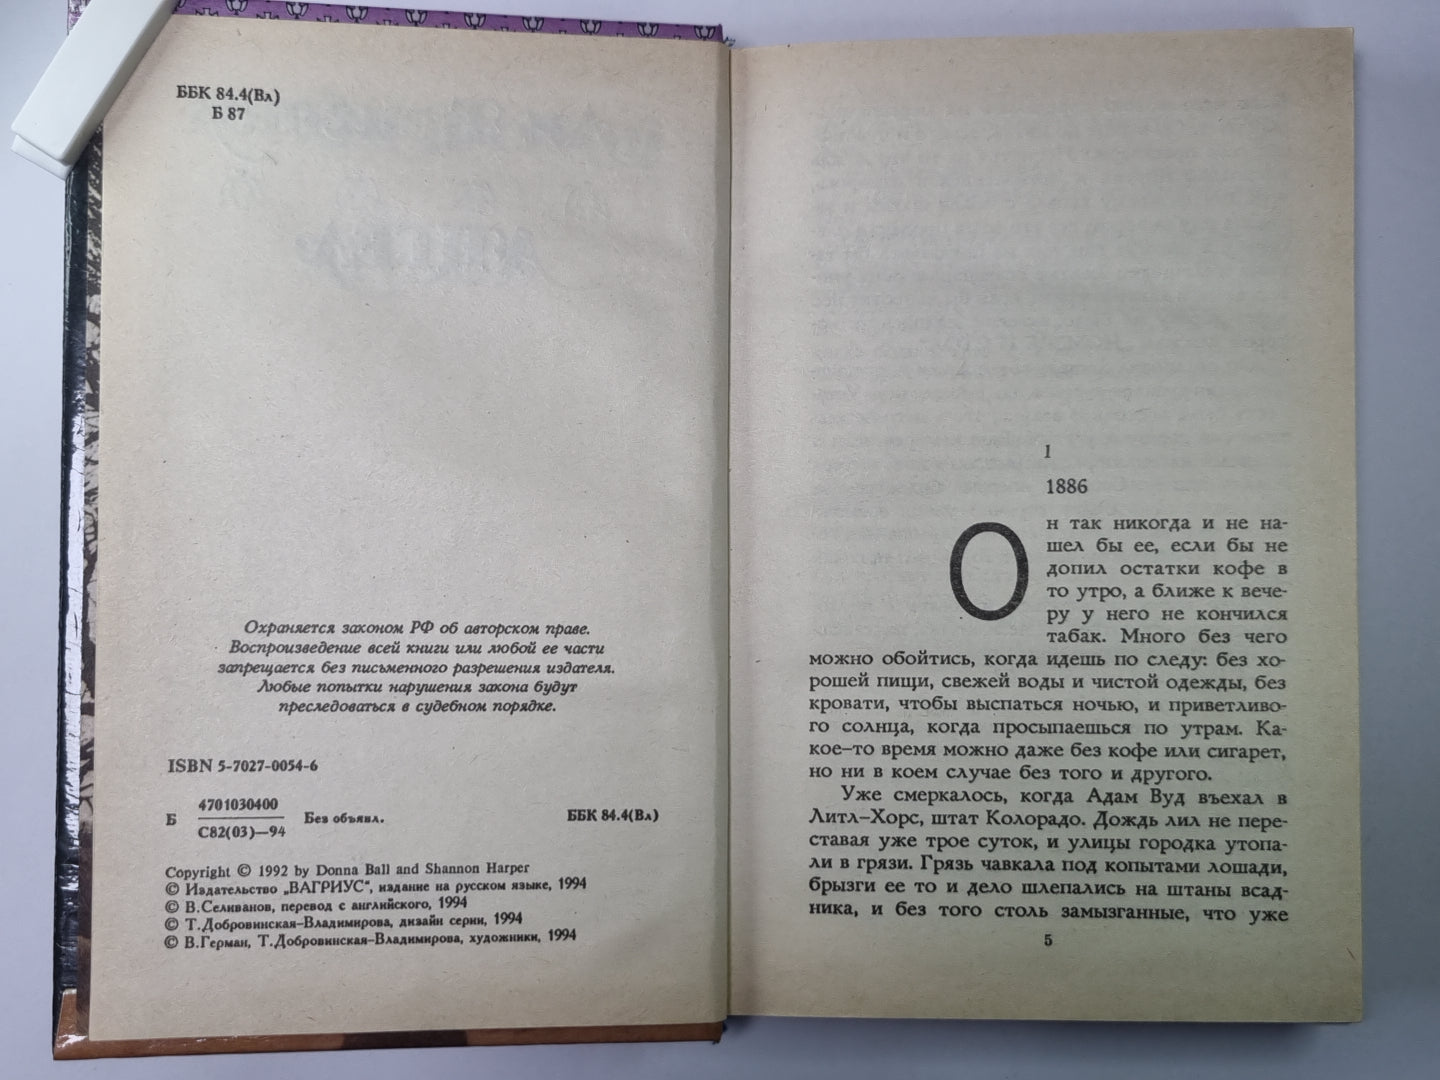 ББК 84.4(Вл)
Б 87
Охраняется законом РФ об авторском праве.
Воспроизведение всей книги или любой ее части
запрещается без письменного разрешения издателя.
Любые попытки нарушения закона будут
преследоваться в судебном порядке.
ISBN 5-7027-0054-6
4701030400
Б Без объявл. ББК 84.4(Вл)
С82(03)—94
Copyright © 1992 by Donna Ball and Shannon Harper
© Издательство „ВАГРИУС“, издание на русском языке, 1994
© В.Селиванов, перевод с английского, 1994
© Т.Добровинская-Владимирова, дизайн серии, 1994
© В.Герман, Т.Добровинская-Владимирова, художники, 1994
1
1886
Он так никогда и не на-
шел бы ее, если бы не
допил остатки кофе в
то утро, а ближе к вече-
ру у него не кончился
табак. Много без чего
можно обойтись, когда идешь по следу: без хо-
рошей пищи, свежей воды и чистой одежды, без
кровати, чтобы выспаться ночью, и приветливо-
го солнца, когда просыпаешься по утрам. Ка-
кое-то время можно даже без кофе или сигарет,
но ни в коем случае без того и другого.
Уже смеркалось, когда Адам Вуд въехал в
Литл-Хорс, штат Колорадо. Дождь лил не пере-
ставая уже трое суток, и улицы городка утопа-
ли в грязи. Грязь чавкала под копытами лошади,
брызги ее то и дело шлепались на штаны всад-
ника, и без того столь замызганные, что уже
5